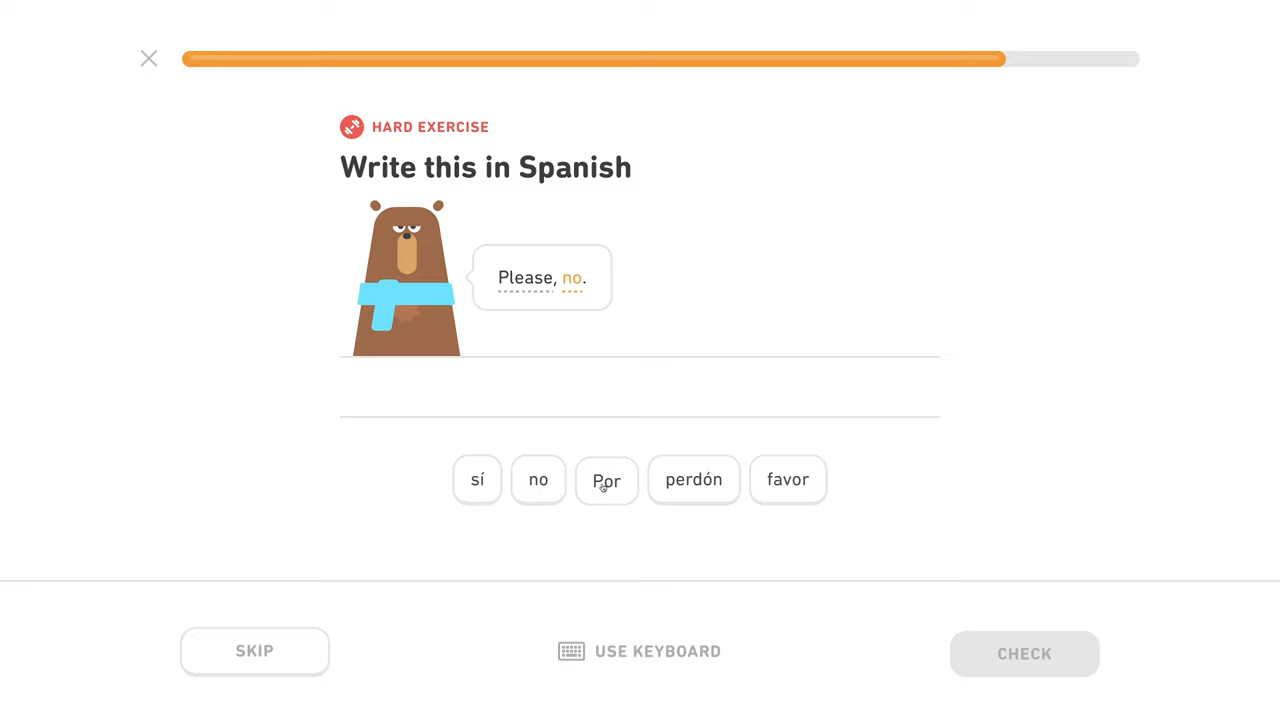 HARD EXERCISE
Write this in Spanish
Please, no.
sí no Por perdón favor
SKIP USE KEYBOARD CHECK